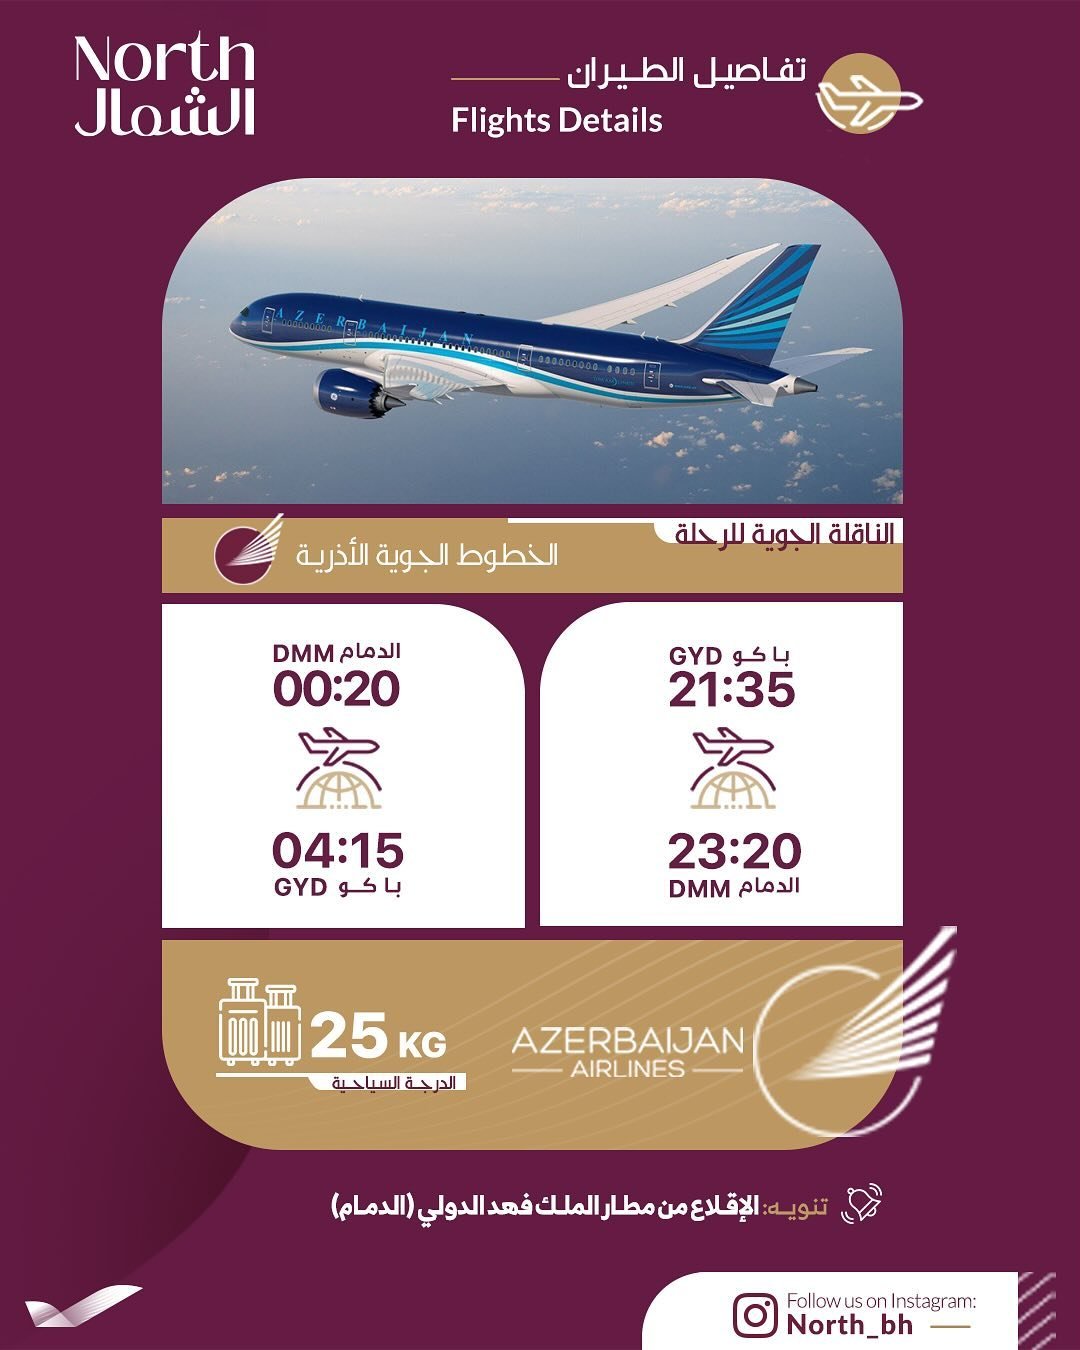 North
الشمال
تفاصيل الطيران
Flights Details
AZERBAIJAN
الناقلة الجوية للرحلة
الخطوط الجوية الأذرية
GYD باكو
21:35
23:20
DMM الدمام
DMM الدمام
00:20
04:15
GYD باكو
25 KG
الدرجة السياحية
AZERBAIJAN
AIRLINES
تنويه: الإقلاع من مطار الملك فهد الدولي (الدمام)
Follow us on Instagram:
North_bh